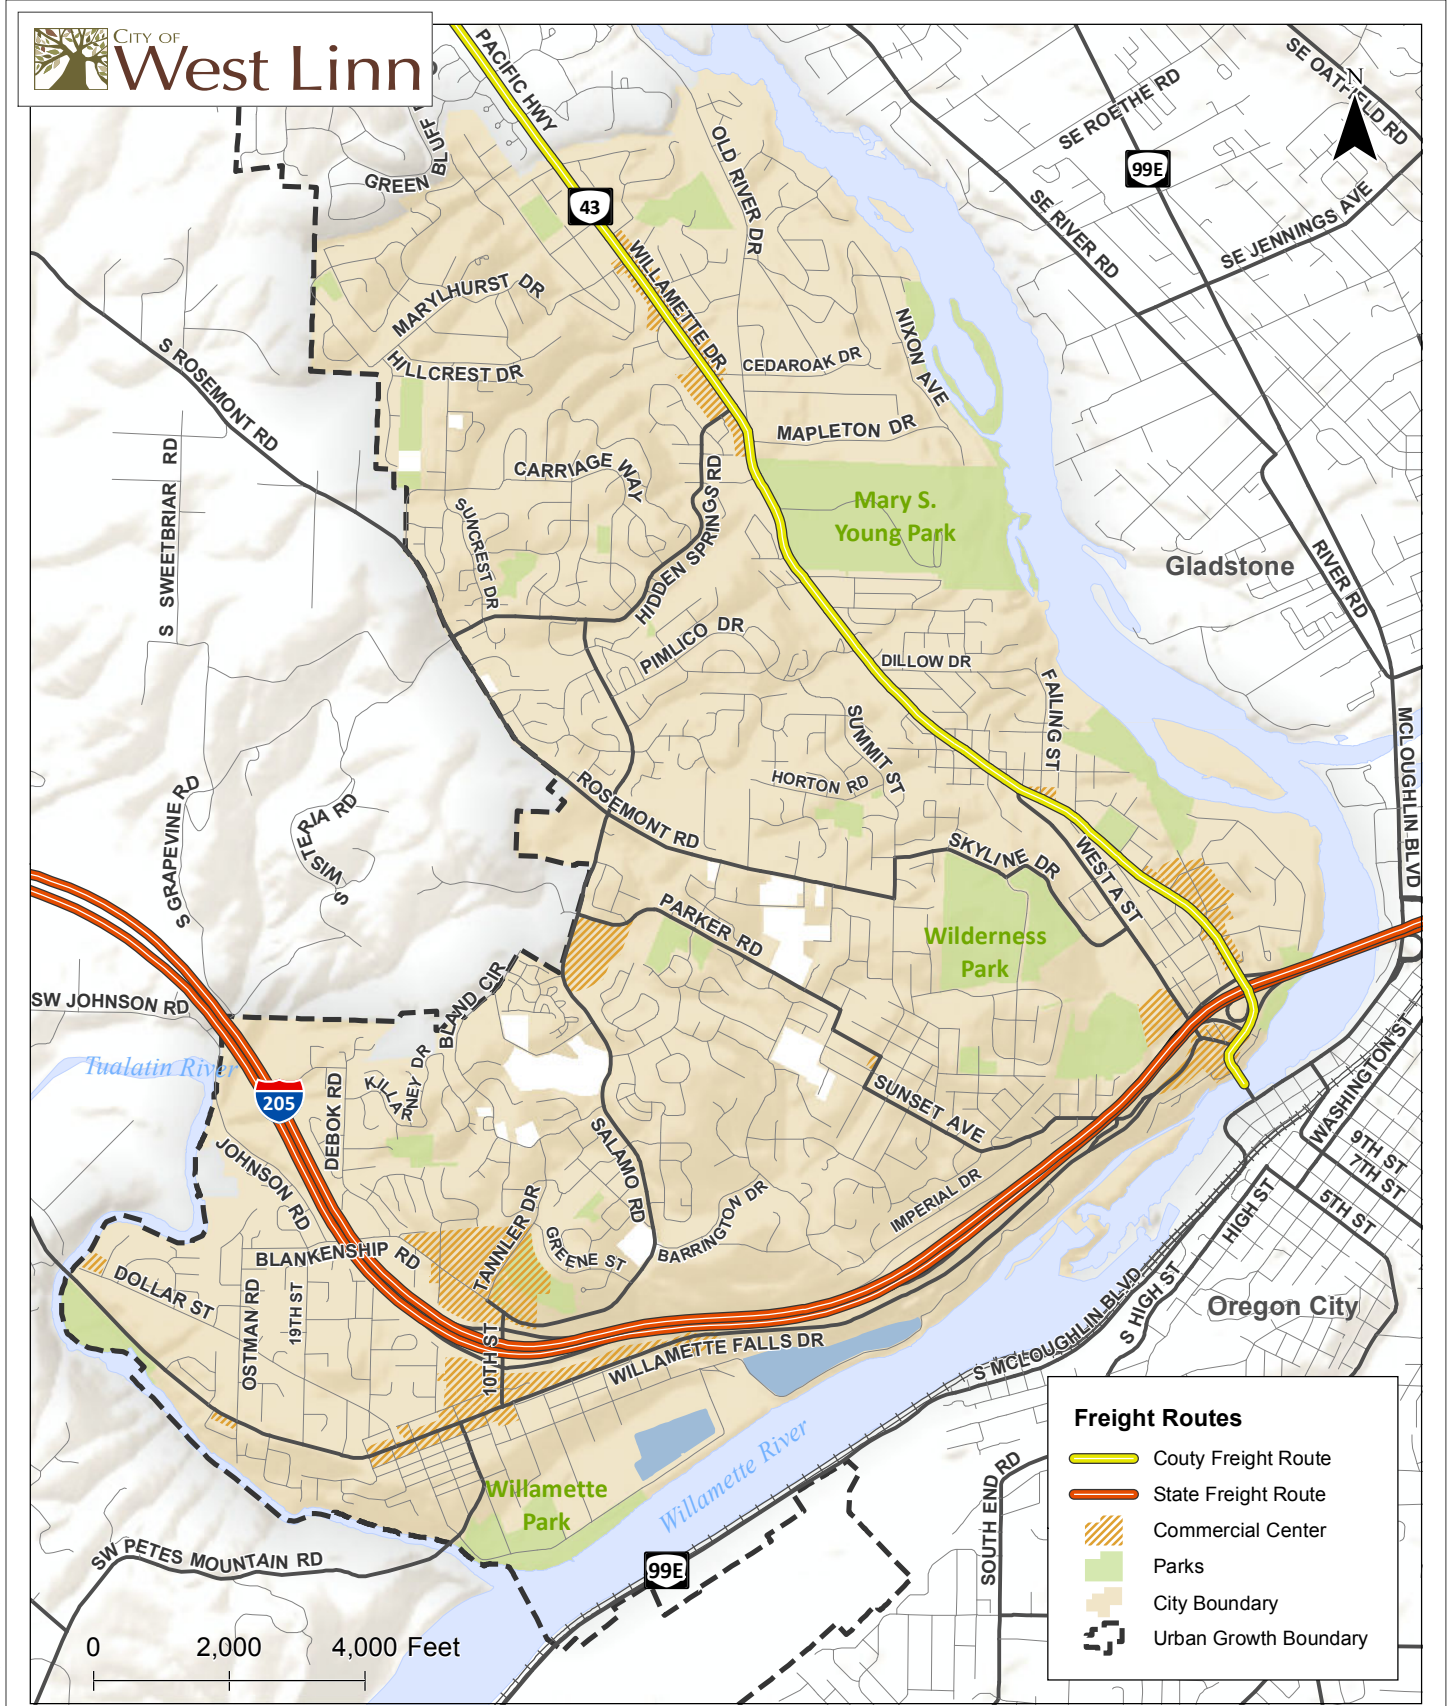 CITY OF
West Linn
N
PACIFIC HWY
GREEN BLUFF
43
OLD RIVER DR
SE ROETHE RD
SE OATFIELD RD
99E
SE RIVER RD
SE JENNINGS AVE
MARYLHURST DR
WILLAMETTE DR
HILLCREST DR
CEDAROAK DR
NIXON AVE
S ROSEMONT RD
MAPLETON DR
CARRIAGE WAY
S SWEETBRIAR RD
SUNCREST DR
HIDDEN SPRINGS RD
Mary S.
Young Park
Gladstone
RIVER RD
PIMLICO DR
DILLOW DR
FAILING ST
SUMMIT ST
HORTON RD
MCLOUGHLIN BLVD
S GRAPEVINE RD
S WISTERIA RD
ROSEMONT RD
SKYLINE DR
WEST A ST
PARKER RD
Wilderness
Park
SW JOHNSON RD
BLAND CIR
Tualatin River
205
DEBOK RD
KILLARNEY DR
SUNSET AVE
WASHINGTON ST
9TH ST
7TH ST
5TH ST
HIGH ST
JOHNSON RD
SALAMO RD
TANNLER DR
GREENE ST
BARRINGTON DR
IMPERIAL DR
BLANKENSHIP RD
DOLLAR ST
OSTMAN RD
19TH ST
10TH ST
WILLAMETTE FALLS DR
S MCLOUGHLIN BLVD
S HIGH ST
Oregon City
Willamette River
Willamette
Park
SOUTH END RD
SW PETES MOUNTAIN RD
99E
0 2,000 4,000 Feet
Freight Routes
Couty Freight Route
State Freight Route
Commercial Center
Parks
City Boundary
Urban Growth Boundary